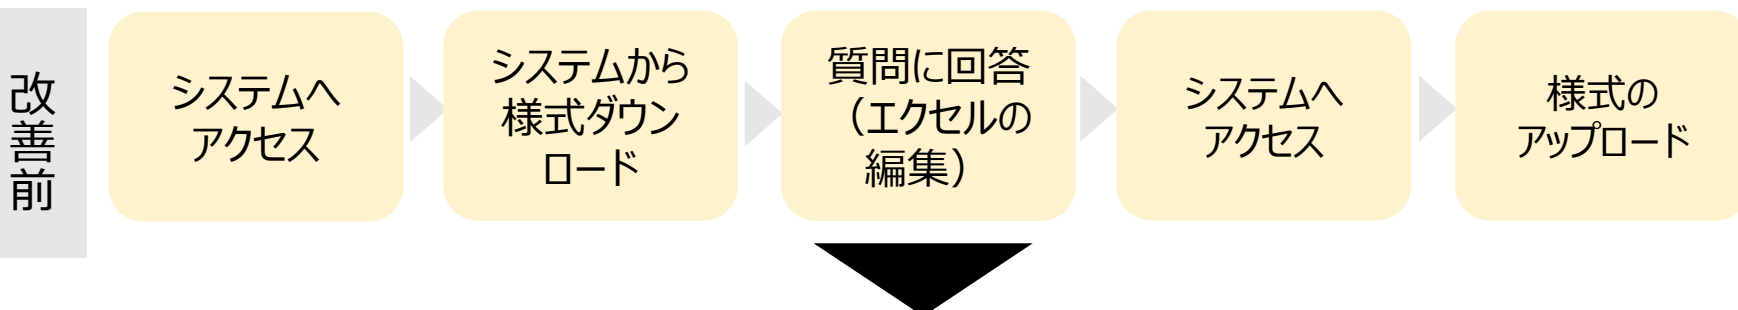 改善前
システムへ
アクセス
システムから
様式ダウン
ロード
質問に回答
（エクセルの
編集）
システムへ
アクセス
様式の
アップロード